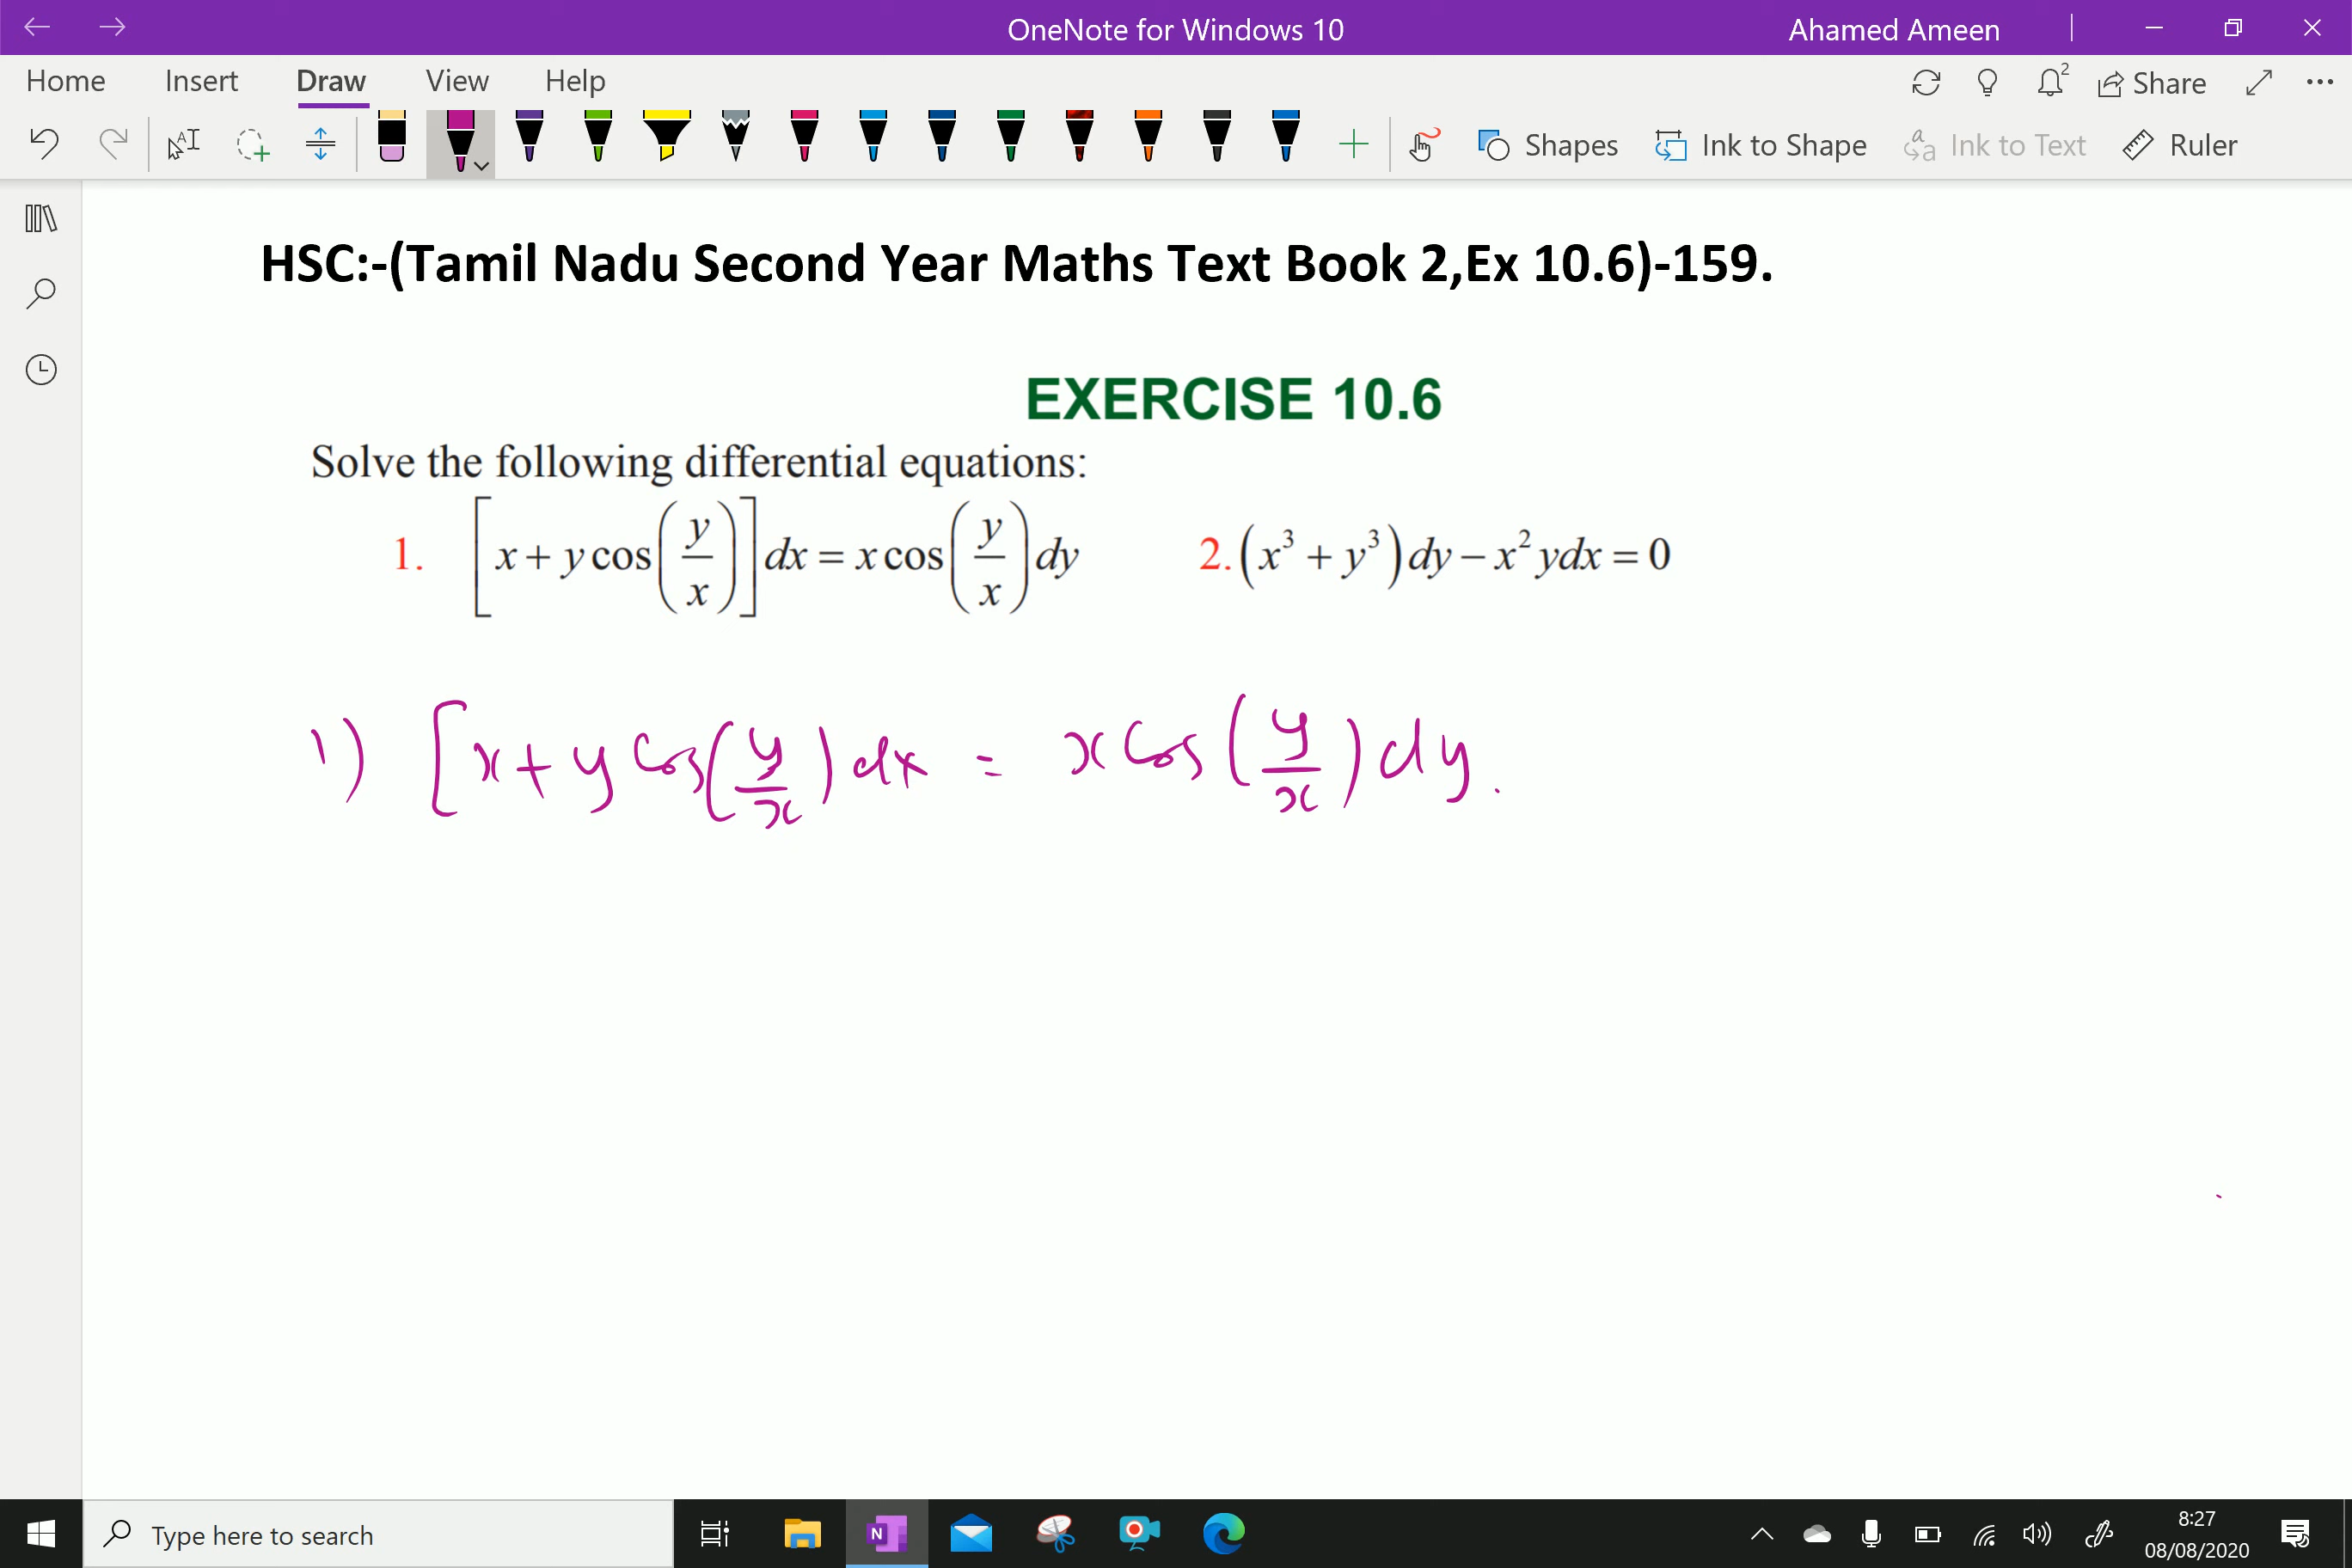 OneNote for Windows 10 Ahamed Ameen
Home Insert Draw View Help 2 Share
Shapes Ink to Shape Ink to Text Ruler
HSC:-(Tamil Nadu Second Year Maths Text Book 2,Ex 10.6)-159.
EXERCISE 10.6
Solve the following differential equations:
1. [x + y cos(y/x)] dx = x cos(y/x) dy 2. (x³ + y³) dy − x² y dx = 0
1) [x + y cos(y/x) dx = x cos(y/x) dy.
Type here to search
8:27
08/08/2020